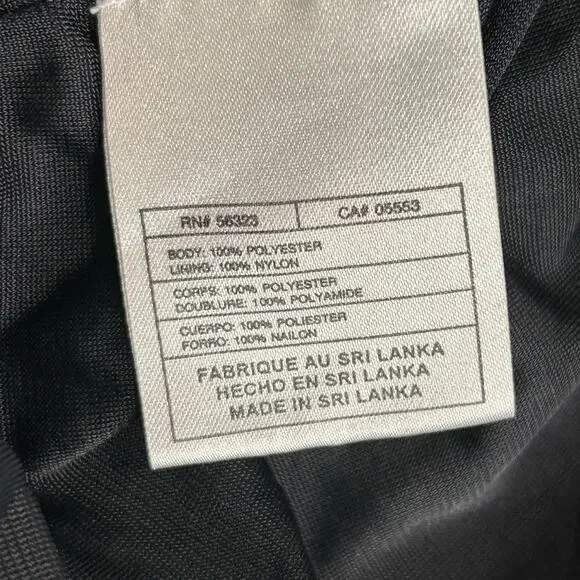 RN# 56323 CA# 05553
BODY: 100% POLYESTER
LINING: 100% NYLON
CORPS: 100% POLYESTER
DOUBLURE: 100% POLYAMIDE
CUERPO: 100% POLIESTER
FORRO: 100% NAILON
FABRIQUE AU SRI LANKA
HECHO EN SRI LANKA
MADE IN SRI LANKA